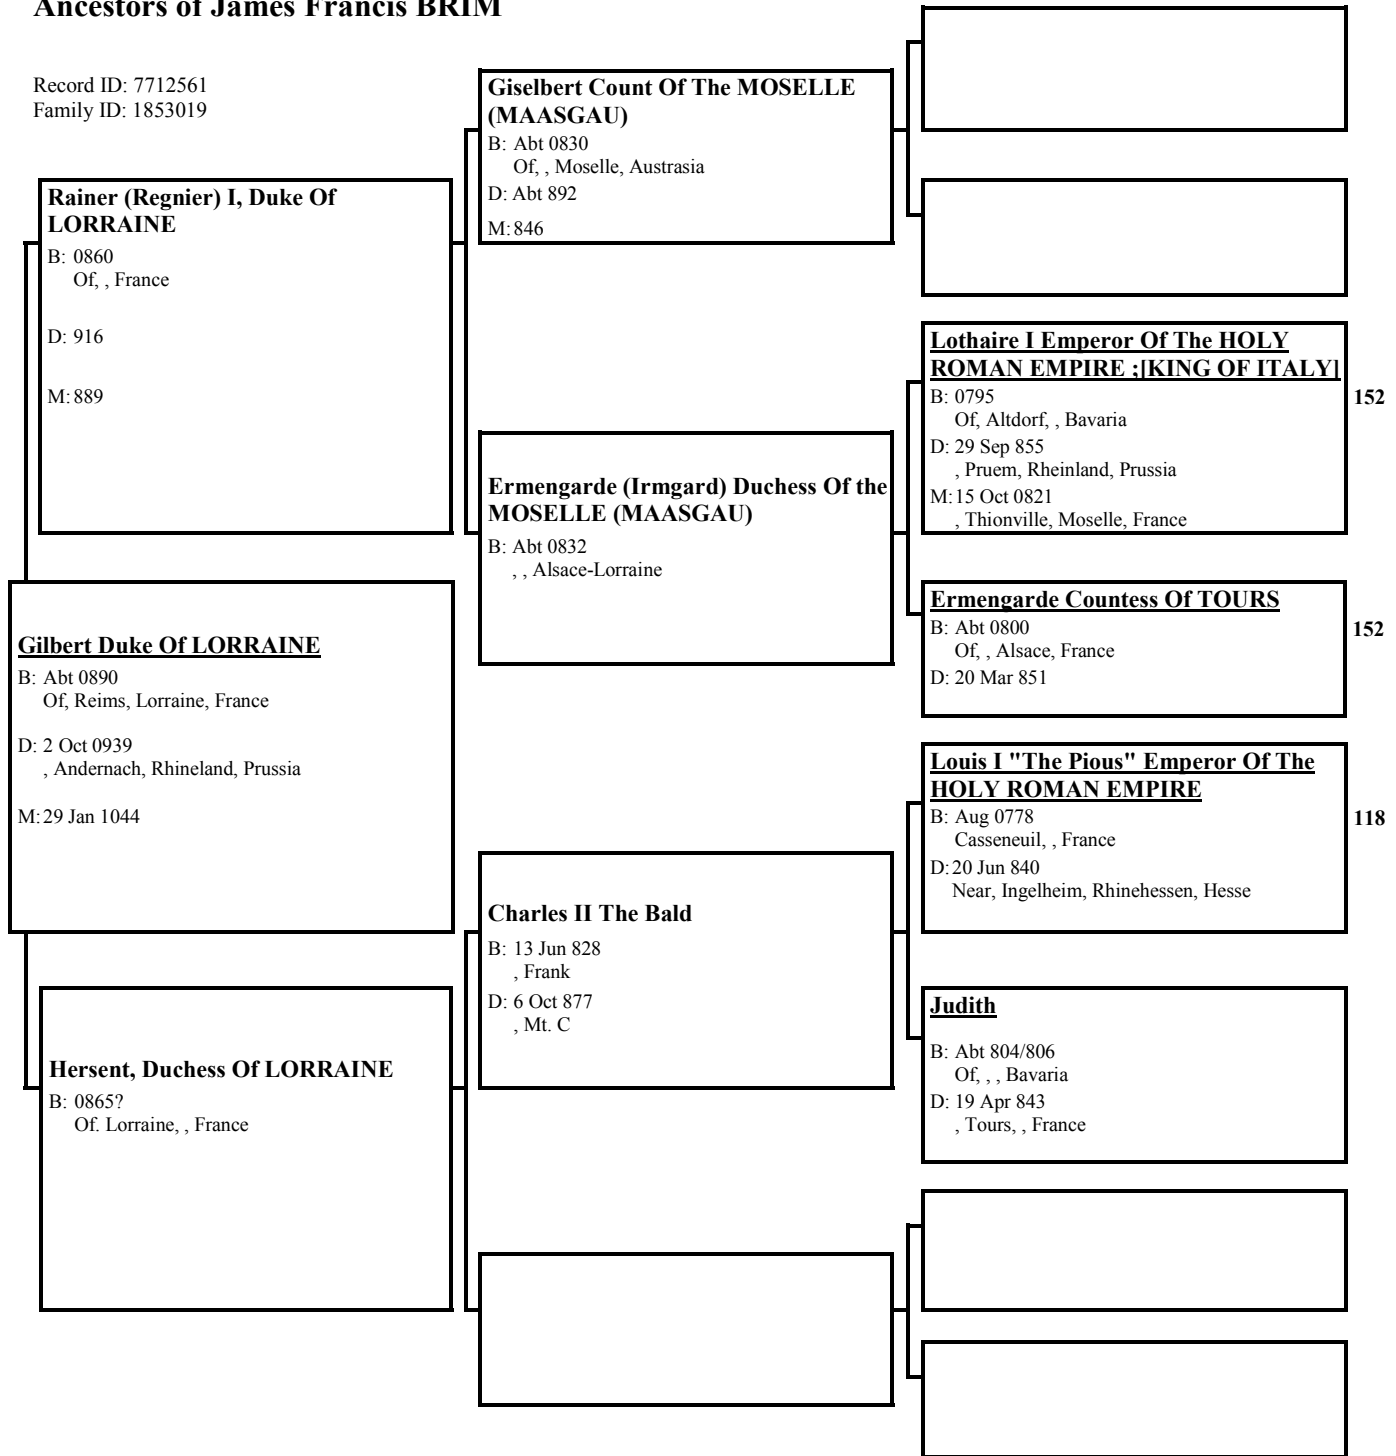 Ancestors of James Francis BRIM
Record ID: 7712561
Family ID: 1853019
Giselbert Count Of The MOSELLE
(MAASGAU)
B: Abt 0830
Of, , Moselle, Austrasia
D: Abt 892
M: 846
Rainer (Regnier) I, Duke Of
LORRAINE
B: 0860
Of, , France
D: 916
M: 889
Lothaire I Emperor Of The HOLY
ROMAN EMPIRE ;[KING OF ITALY]
B: 0795
Of, Altdorf, , Bavaria
D: 29 Sep 855
, Pruem, Rheinland, Prussia
M: 15 Oct 0821
, Thionville, Moselle, France
152
Ermengarde (Irmgard) Duchess Of the
MOSELLE (MAASGAU)
B: Abt 0832
, , Alsace-Lorraine
Ermengarde Countess Of TOURS
B: Abt 0800
Of, , Alsace, France
D: 20 Mar 851
152
Gilbert Duke Of LORRAINE
B: Abt 0890
Of, Reims, Lorraine, France
D: 2 Oct 0939
, Andernach, Rhineland, Prussia
M: 29 Jan 1044
Louis I "The Pious" Emperor Of The
HOLY ROMAN EMPIRE
B: Aug 0778
Casseneuil, , France
D: 20 Jun 840
Near, Ingelheim, Rhinehessen, Hesse
118
Charles II The Bald
B: 13 Jun 828
, Frank
D: 6 Oct 877
, Mt. C
Judith
B: Abt 804/806
Of, , , Bavaria
D: 19 Apr 843
, Tours, , France
Hersent, Duchess Of LORRAINE
B: 0865?
Of. Lorraine, , France